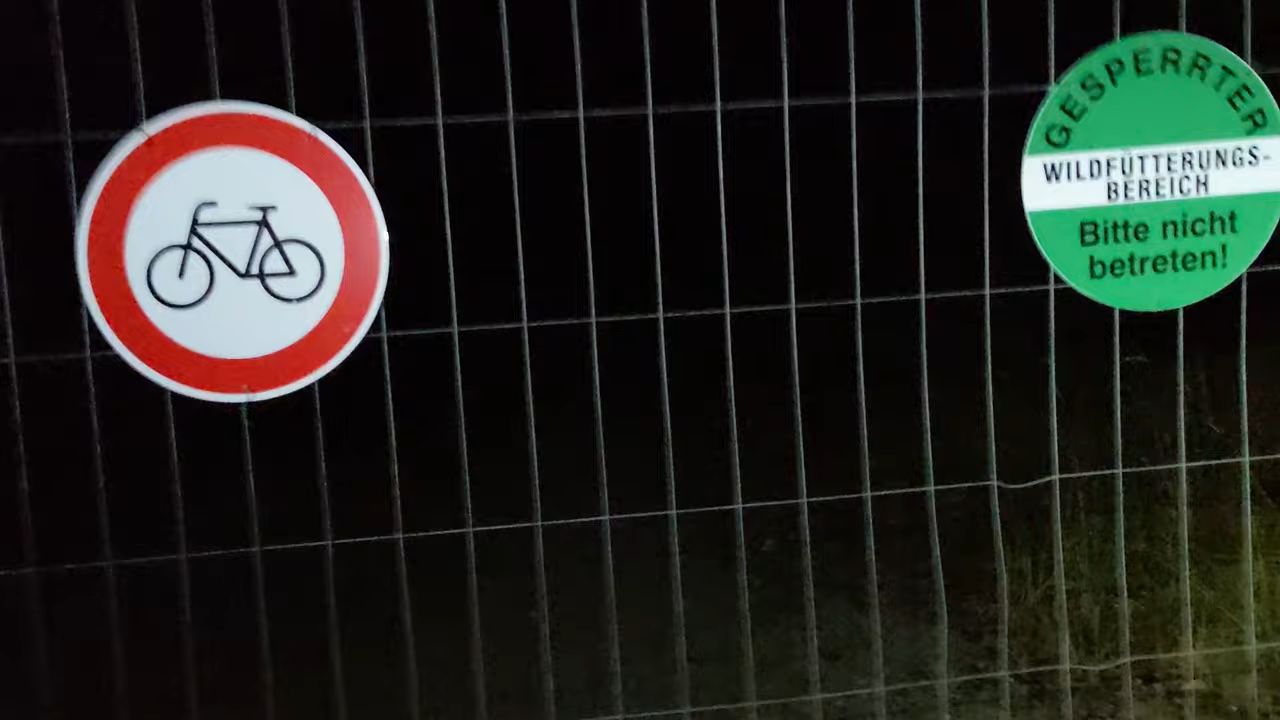 GESPERRTER
WILDFÜTTERUNGS-
BEREICH
Bitte nicht
betreten!